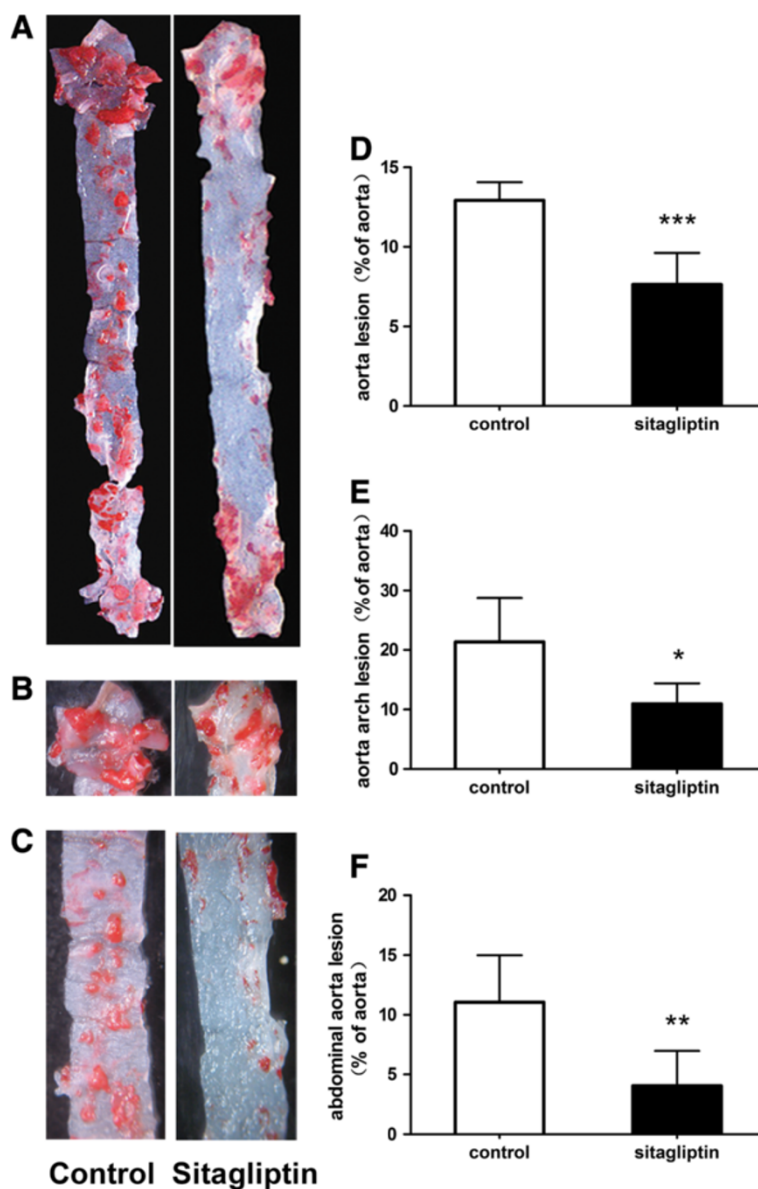 A
B
C
Control Sitagliptin
D
aorta lesion (%of aorta)
15
10
5
0
***
control
sitagliptin
E
aorta arch lesion (%of aorta)
40
30
20
10
0
*
control
sitagliptin
F
abdominal aorta lesion
(% of aorta)
20
15
10
5
0
**
control
sitagliptin